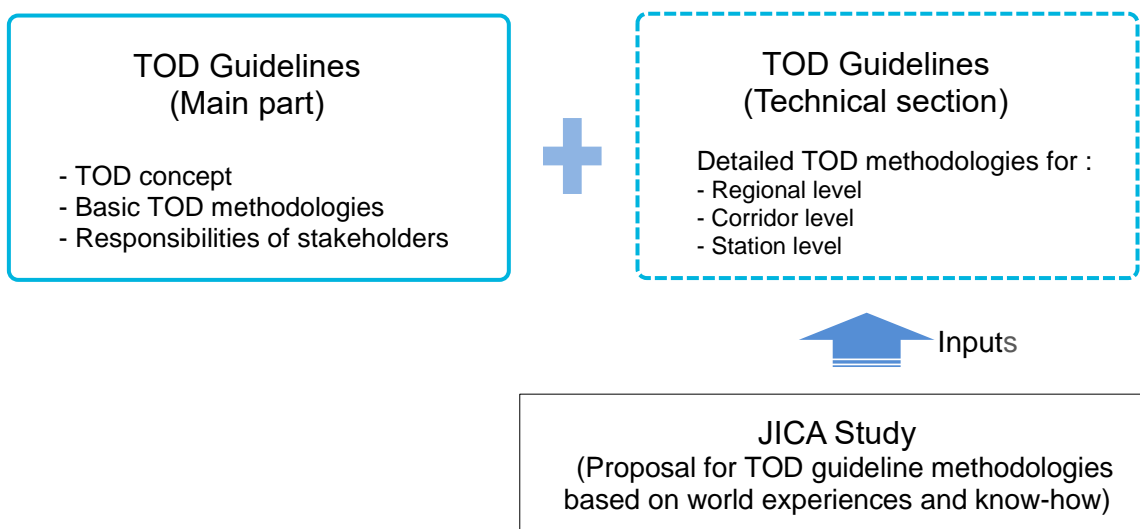 TOD Guidelines
(Main part)
- TOD concept
- Basic TOD methodologies
- Responsibilities of stakeholders
TOD Guidelines
(Technical section)
Detailed TOD methodologies for :
- Regional level
- Corridor level
- Station level
Inputs
JICA Study
(Proposal for TOD guideline methodologies
based on world experiences and know-how)